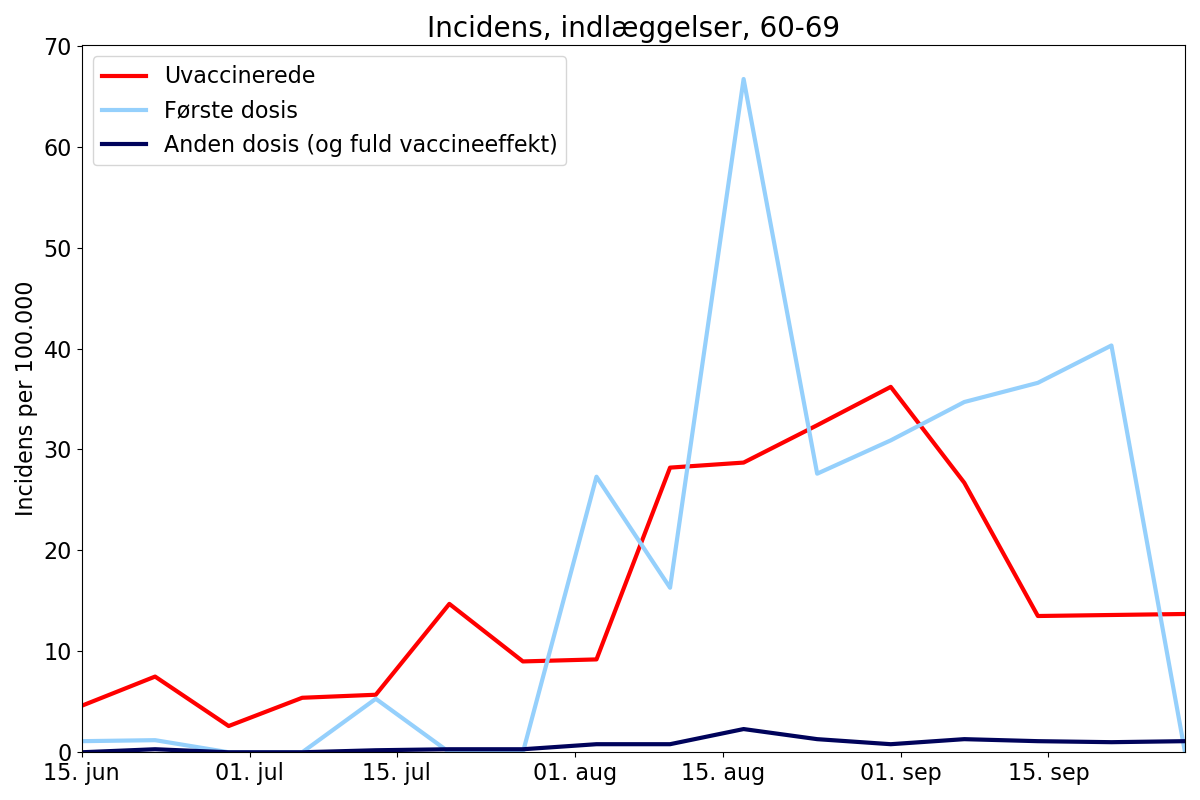 Incidens, indlæggelser, 60-69
Uvaccinerede
Første dosis
Anden dosis (og fuld vaccineeffekt)
Incidens per 100.000
70
60
50
40
30
20
10
0
15. jun 01. jul 15. jul 01. aug 15. aug 01. sep 15. sep